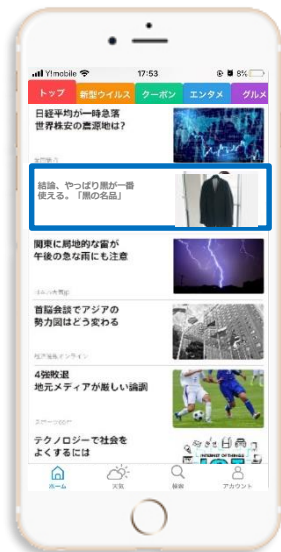 Y!mobile 17:53 8%
トップ 新型ウイルス クーポン エンタメ グルメ
日経平均が一時急落
世界株安の震源地は?
結論、やっぱり黒が一番
使える。「黒の名品」
関東に局地的な雷が
午後の急な雨にも注意
首脳会談でアジアの
勢力図はどう変わる
4強敗退
地元メディアが厳しい論調
テクノロジーで社会を
よくするには
INTERNET OF THINGS
ホーム 天気 検索 アカウント